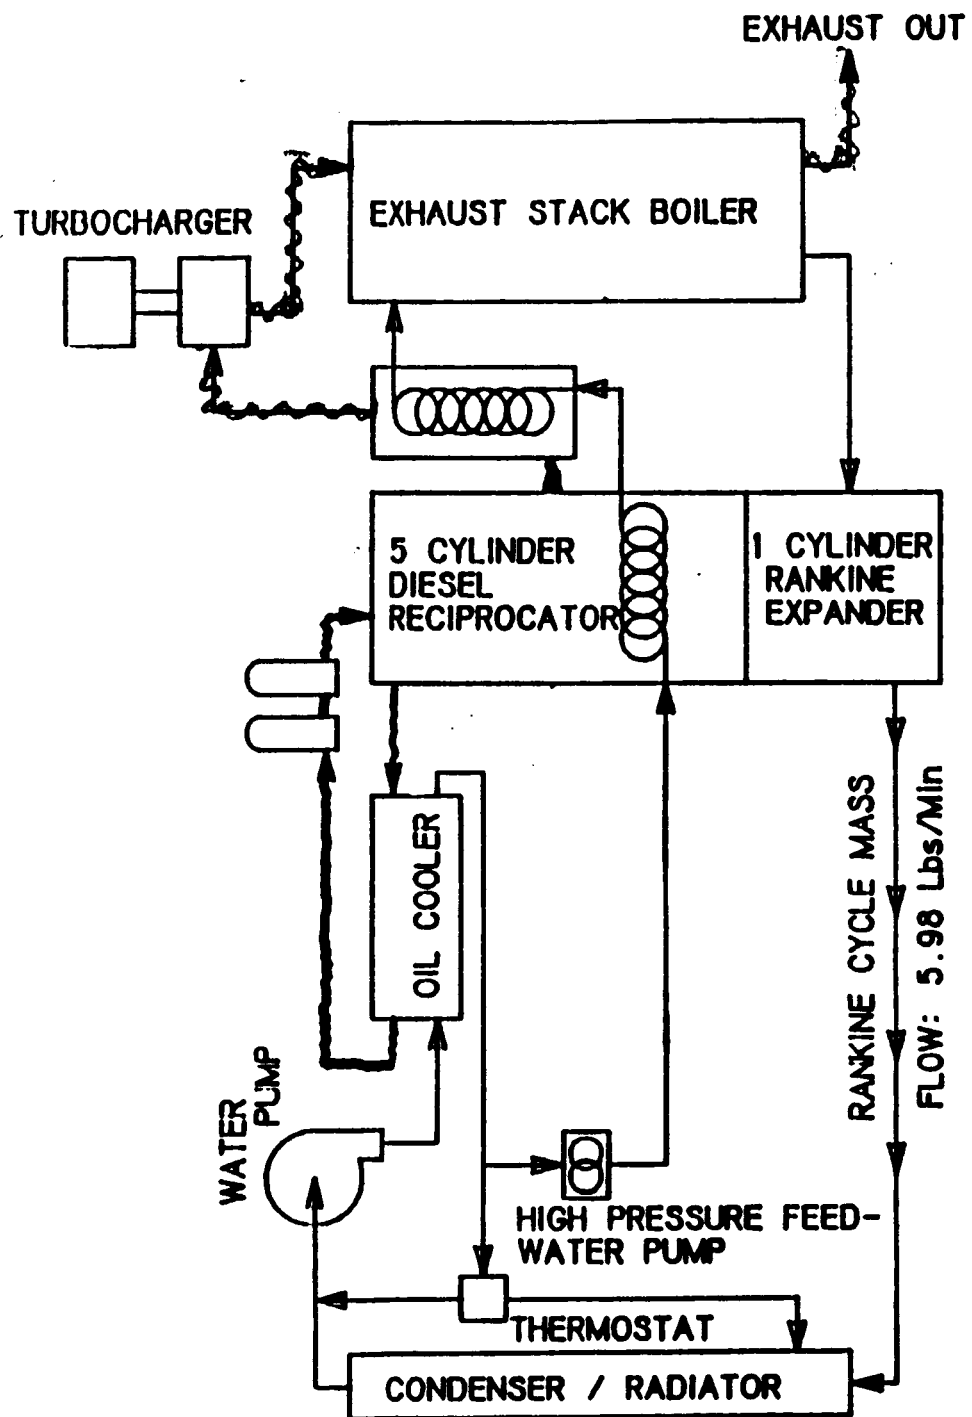 EXHAUST OUT
EXHAUST STACK BOILER
TURBOCHARGER
5 CYLINDER
DIESEL
RECIPROCATOR
1 CYLINDER
RANKINE
EXPANDER
OIL COOLER
RANKINE CYCLE MASS
FLOW: 5.98 Lbs/Min
WATER
PUMP
HIGH PRESSURE FEED-
WATER PUMP
THERMOSTAT
CONDENSER / RADIATOR